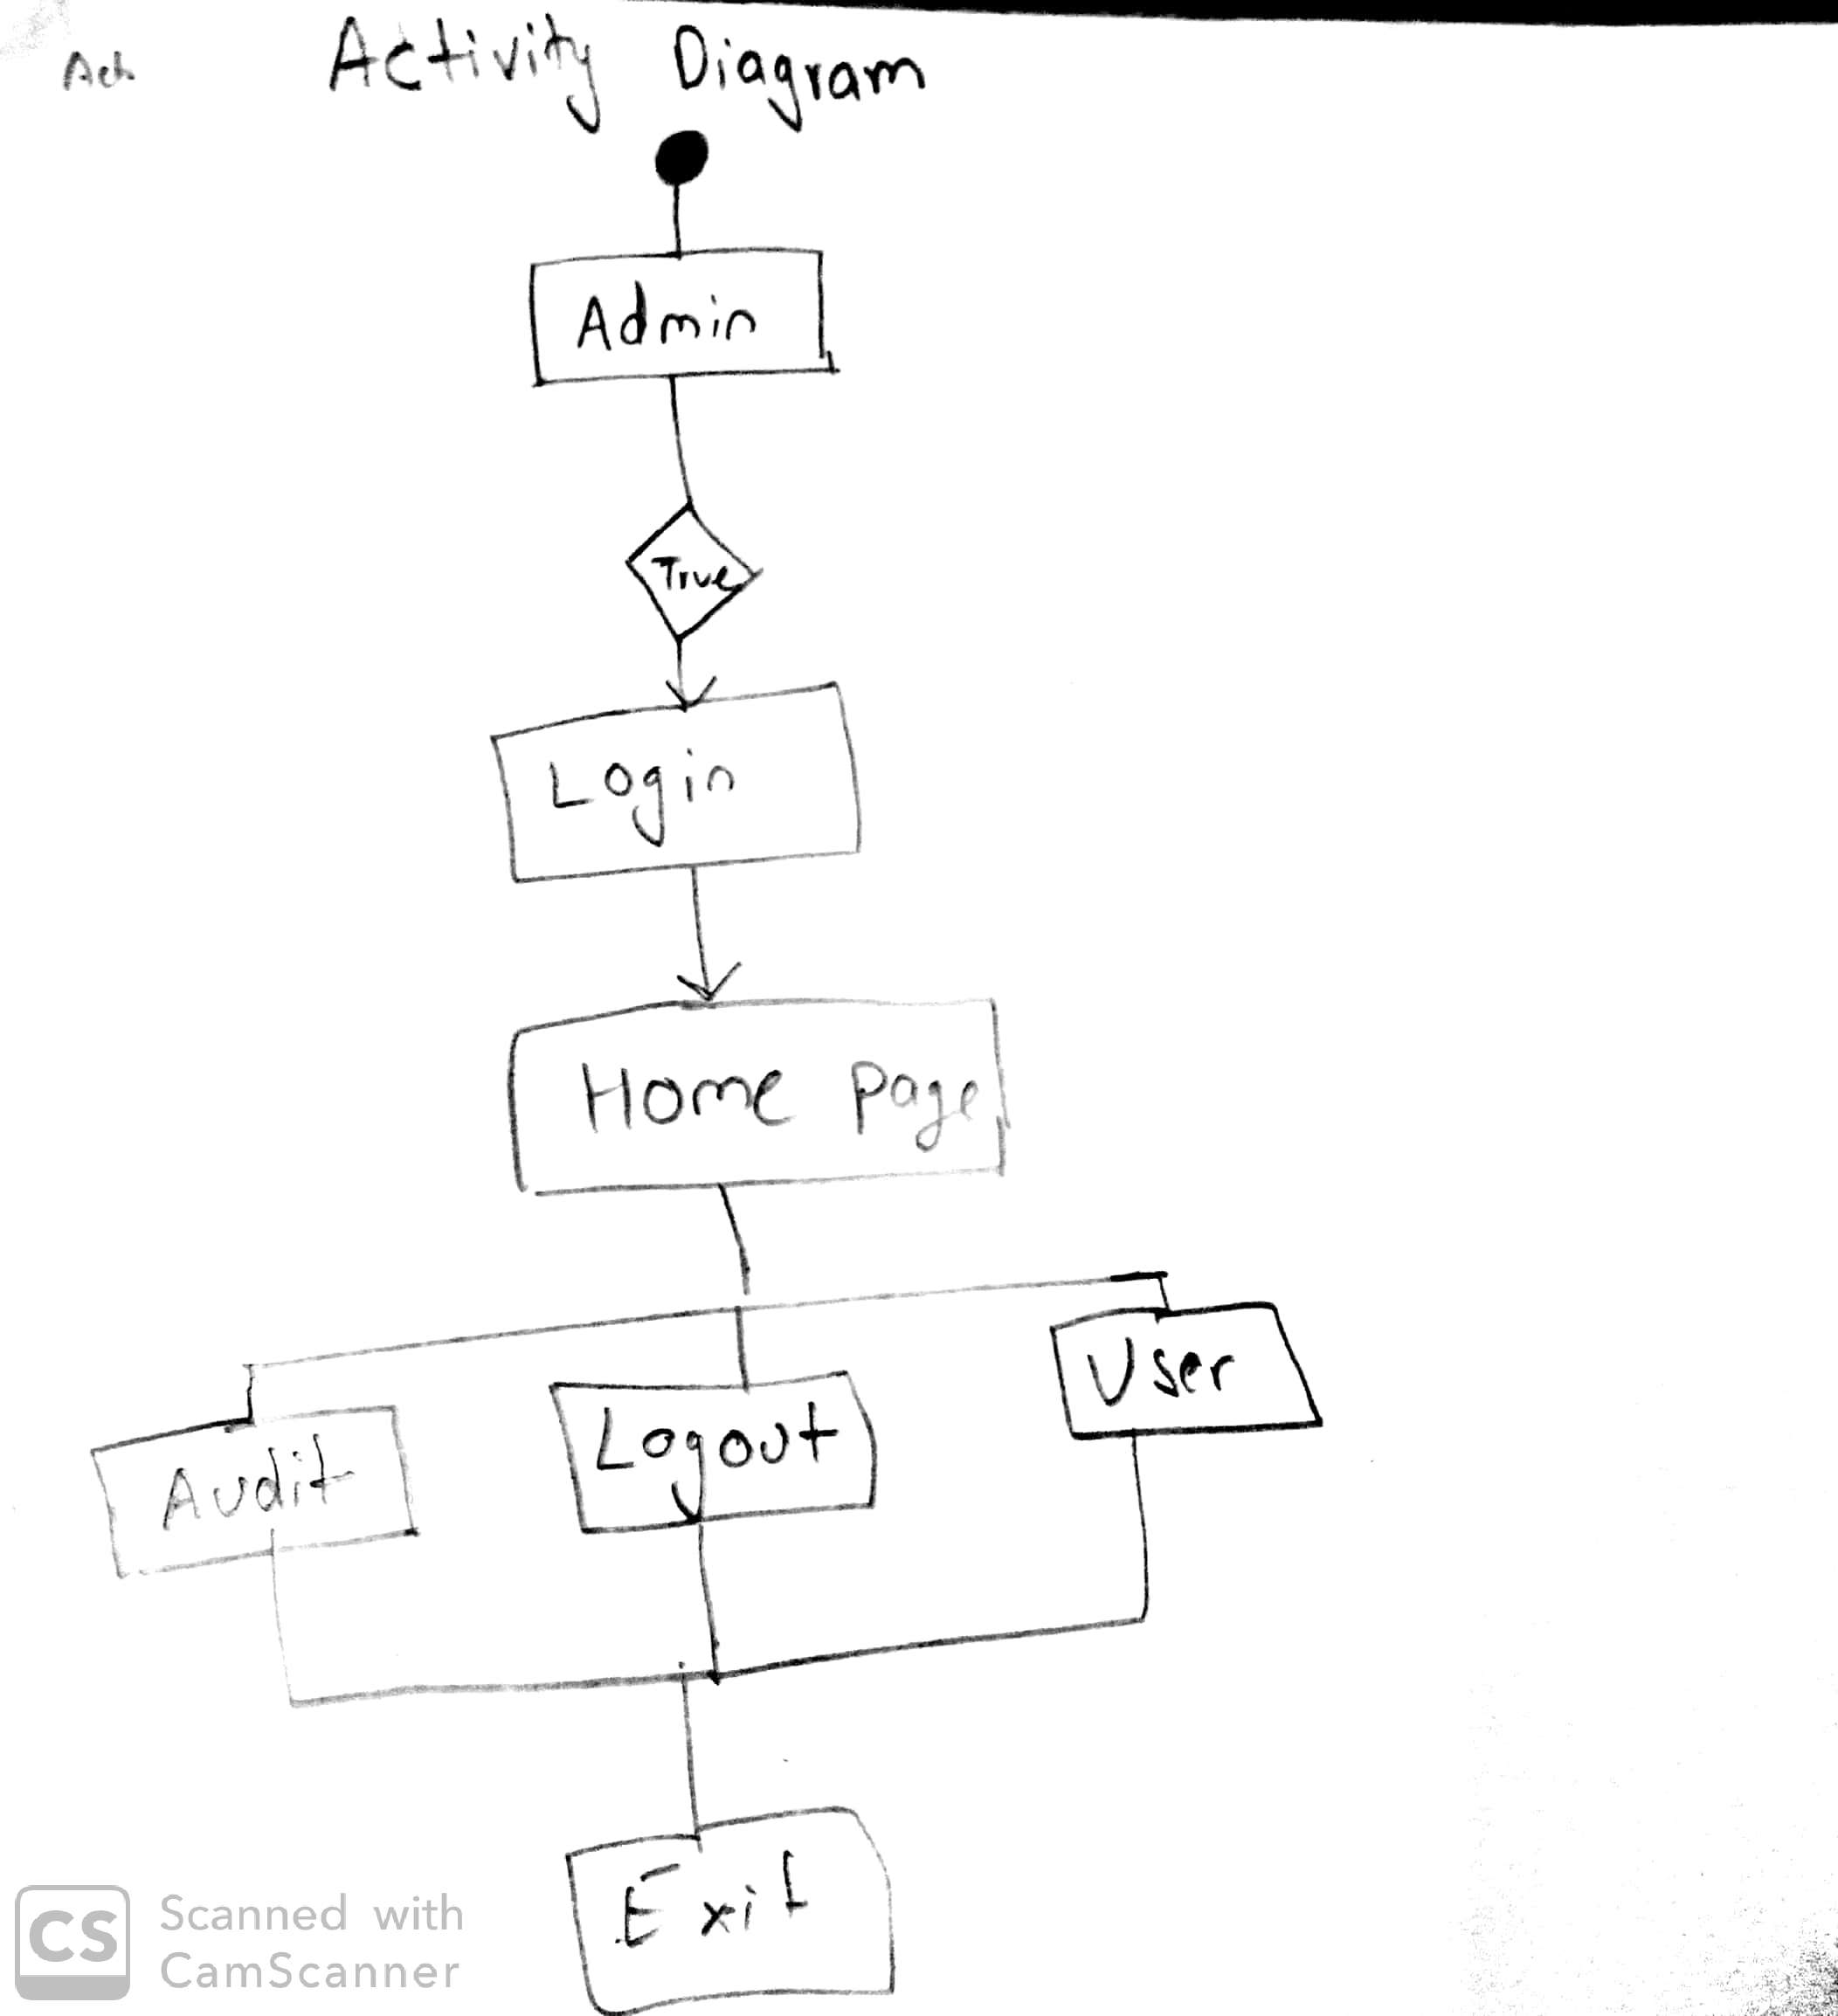 Act
Activity Diagram
Admin
True
Login
Home Page
User
Logout
Audit
Exit
CS
Scanned with
CamScanner